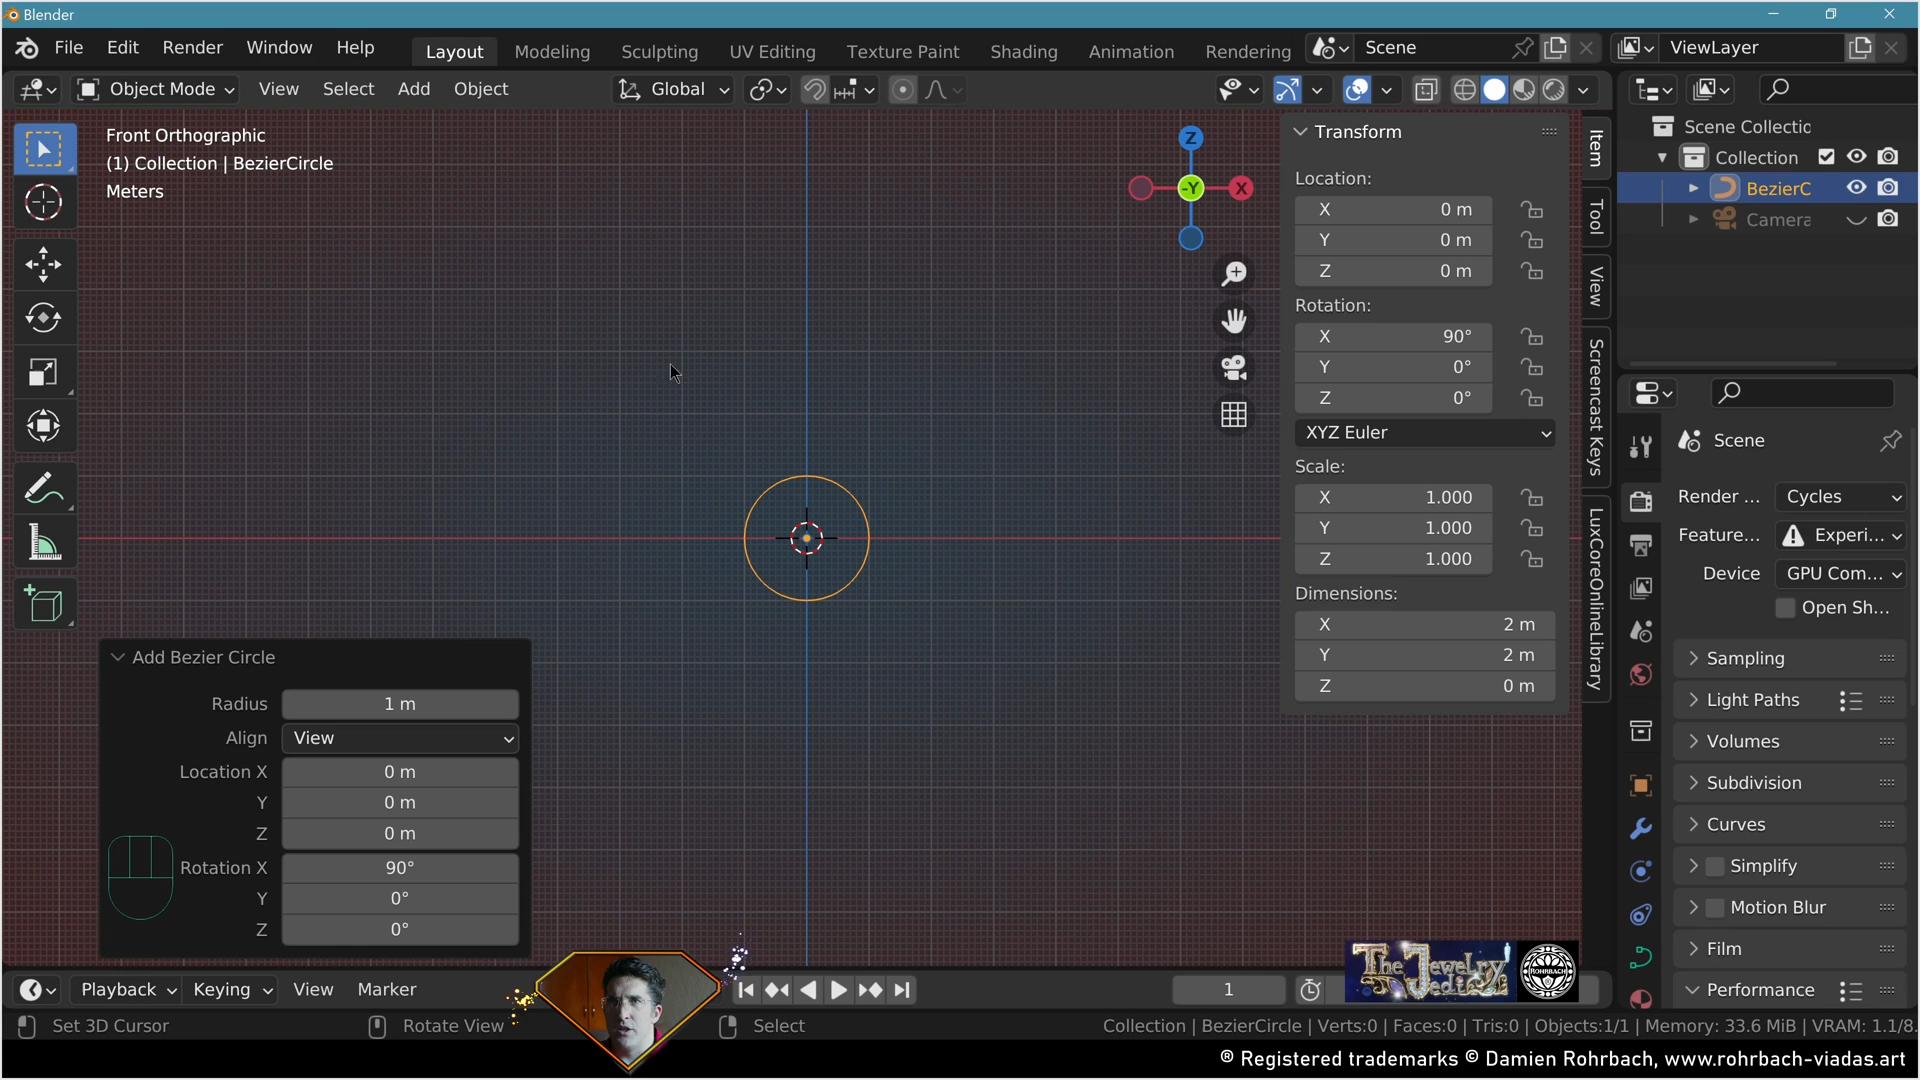 Blender
File Edit Render Window Help Layout Modeling Sculpting UV Editing Texture Paint Shading Animation Rendering Scene ViewLayer
Object Mode View Select Add Object Global
Front Orthographic
(1) Collection | BezierCircle
Meters
Z
-Y
X
Transform
Location:
X 0 m
Y 0 m
Z 0 m
Rotation:
X 90°
Y 0°
Z 0°
XYZ Euler
Scale:
X 1.000
Y 1.000
Z 1.000
Dimensions:
X 2 m
Y 2 m
Z 0 m
Item
Tool
View
Screencast Keys
LuxCoreOnlineLibrary
Scene Collectic
Collection
BezierC
Camera
Scene
Render ... Cycles
Feature... Experi...
Device GPU Com...
Open Sh...
Sampling
Light Paths
Volumes
Subdivision
Curves
Simplify
Motion Blur
Film
Performance
Add Bezier Circle
Radius 1 m
Align View
Location X 0 m
Y 0 m
Z 0 m
Rotation X 90°
Y 0°
Z 0°
Playback Keying View Marker 1
The Jewelry Jedi
ROHRBACH
Set 3D Cursor Rotate View Select Collection | BezierCircle | Verts:0 | Faces:0 | Tris:0 | Objects:1/1 | Memory: 33.6 MiB | VRAM: 1.1/8.
® Registered trademarks © Damien Rohrbach, www.rohrbach-viadas.art